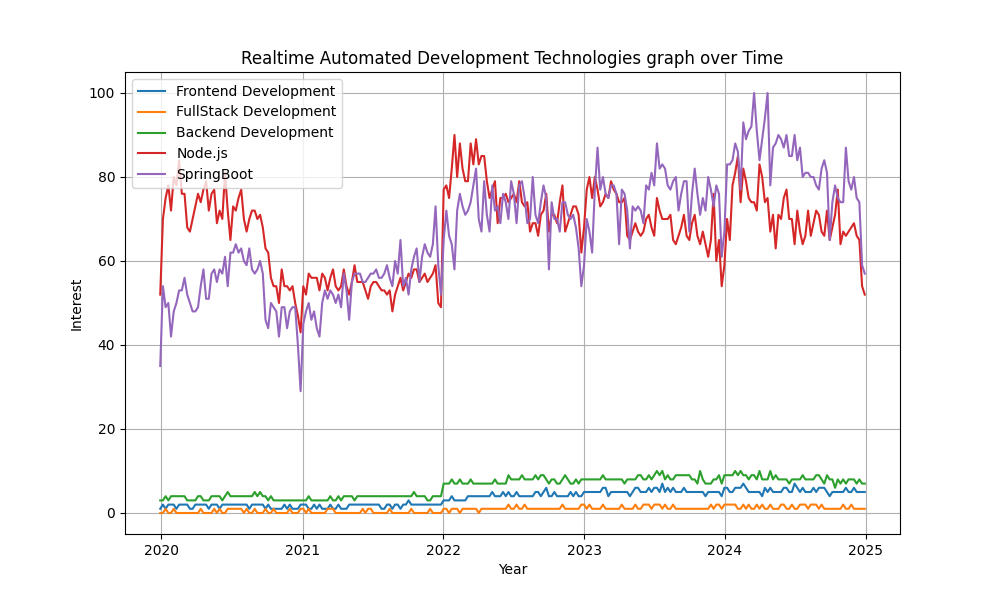 Realtime Automated Development Technologies graph over Time
Frontend Development
FullStack Development
Backend Development
Node.js
SpringBoot
100
80
60
40
20
0
Interest
2020 2021 2022 2023 2024 2025
Year